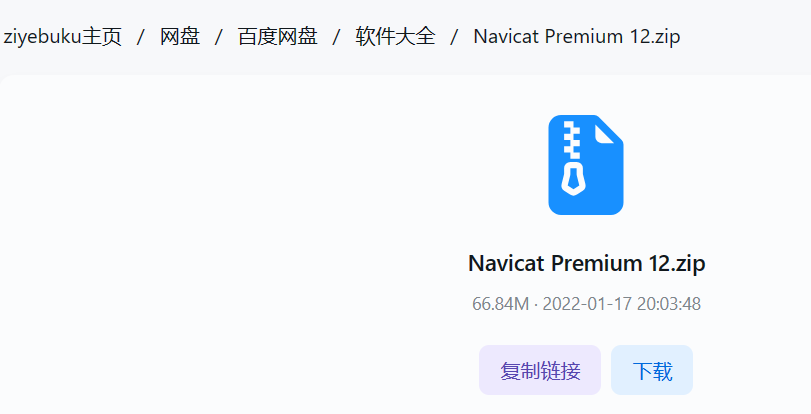 ziyebuku主页 / 网盘 / 百度网盘 / 软件大全 / Navicat Premium 12.zip
Navicat Premium 12.zip
66.84M · 2022-01-17 20:03:48
复制链接 下载